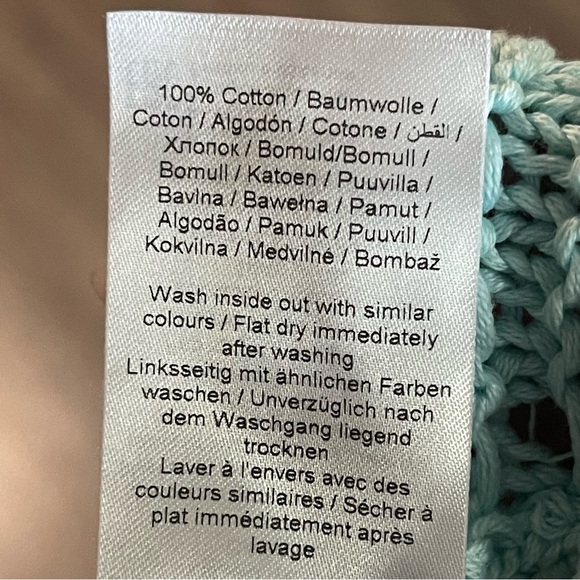 100% Cotton / Baumwolle /
Coton / Algodón / Cotone / القطن /
Хлопок / Bomuld/Bomull /
Bomull / Katoen / Puuvilla /
Bavlna / Bawełna / Pamut /
Algodão / Pamuk / Puuvill /
Kokvilna / Medvilné / Bombaž
Wash inside out with similar
colours / Flat dry immediately
after washing
Linksseitig mit ähnlichen Farben
waschen / Unverzüglich nach
dem Waschgang liegend
trocknen
Laver à l'envers avec des
couleurs similaires / Sécher à
plat immédiatement après
lavage